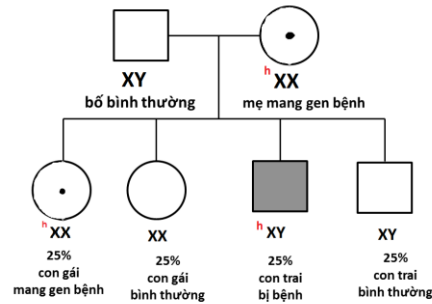 XY
bố bình thường
h XX
mẹ mang gen bệnh
h XX
25%
con gái
mang gen bệnh
XX
25%
con gái
bình thường
h XY
25%
con trai
bị bệnh
XY
25%
con trai
bình thường